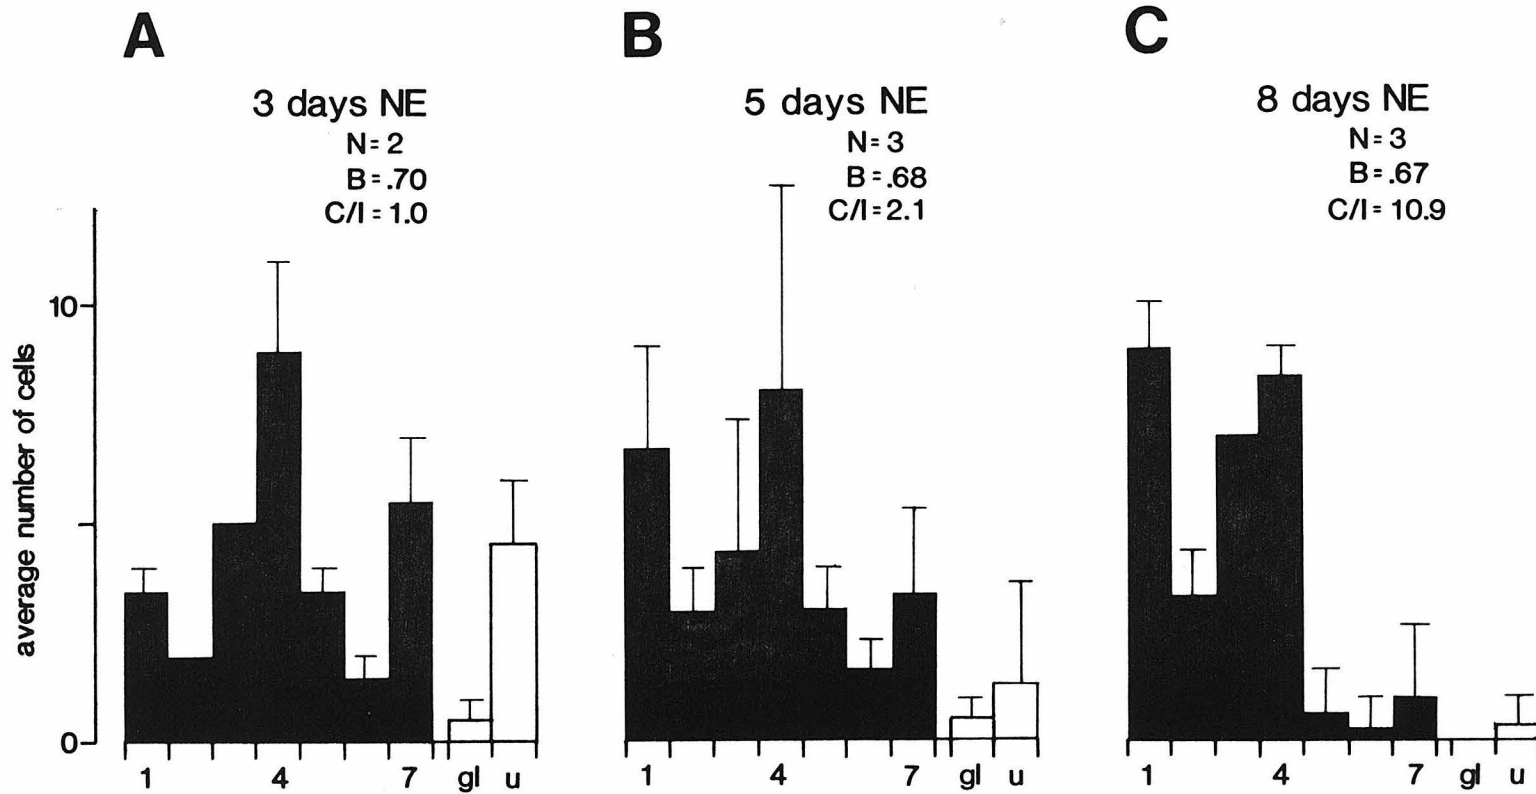 A
B
C
3 days NE
N= 2
B = .70
C/I = 1.0
5 days NE
N= 3
B = .68
C/I = 2.1
8 days NE
N= 3
B = .67
C/I = 10.9
average number of cells
10
0
1 4 7 gl u
1 4 7 gl u
1 4 7 gl u